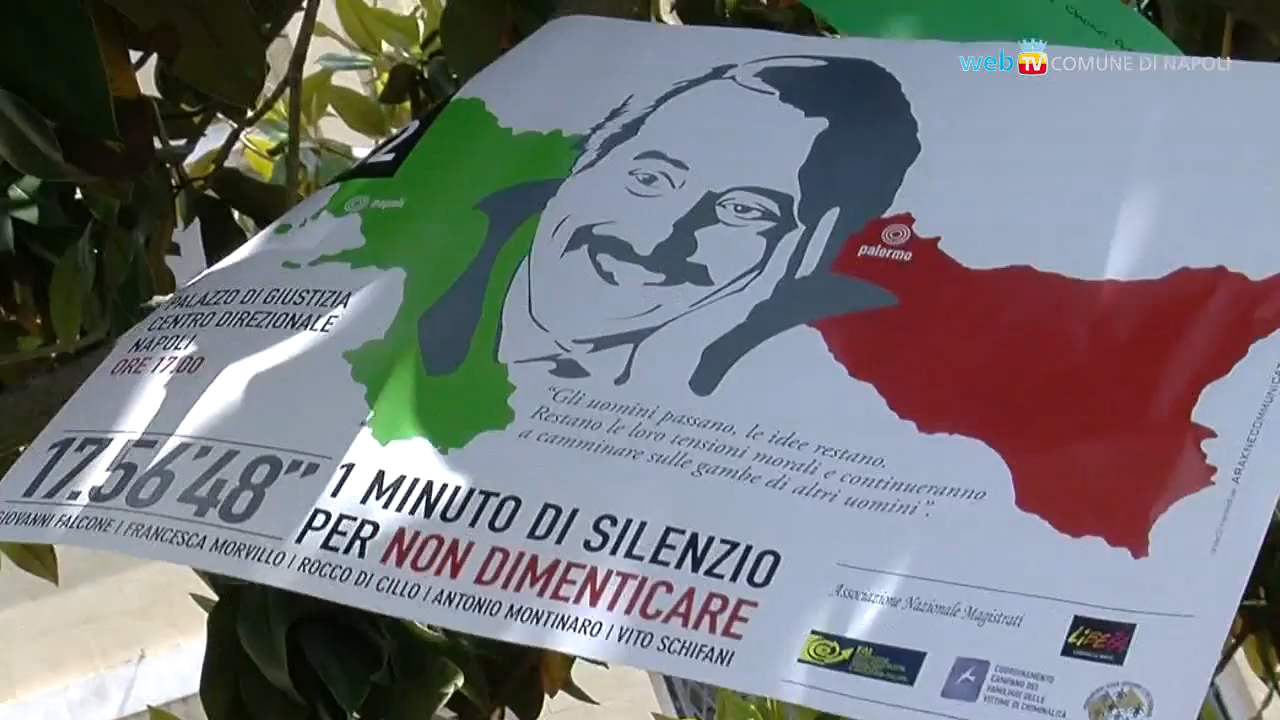 web TV COMUNE DI NAPOLI
2
napoli
palermo
PALAZZO DI GIUSTIZIA
CENTRO DIREZIONALE
NAPOLI
ORE 17.00
"Gli uomini passano, le idee restano.
Restano le loro tensioni morali e continueranno
a camminare sulle gambe di altri uomini".
17.56'48"
1 MINUTO DI SILENZIO
PER NON DIMENTICARE
GIOVANNI FALCONE | FRANCESCA MORVILLO | ROCCO DI CILLO | ANTONIO MONTINARO | VITO SCHIFANI
Associazione Nazionale Magistrati
LIBERA
FAI
COORDINAMENTO
CAMPANO DEI
FAMILIARI DELLE
VITTIME DI CRIMINALITÀ